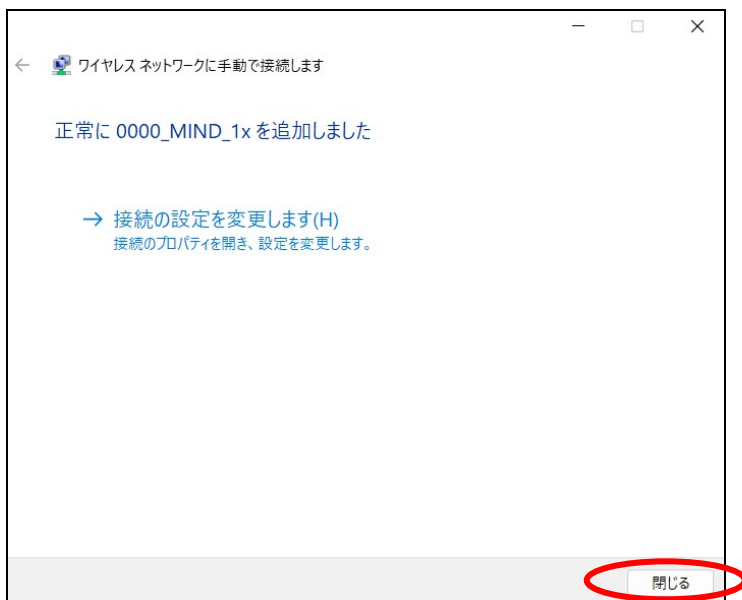 ワイヤレス ネットワークに手動で接続します
正常に 0000_MIND_1x を追加しました
→ 接続の設定を変更します(H)
接続のプロパティを開き、設定を変更します。
閉じる